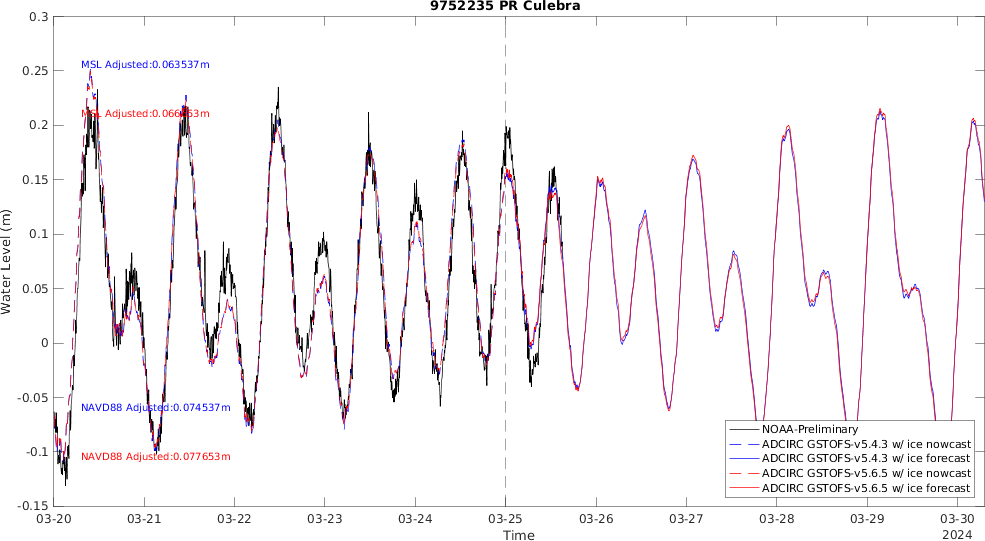 9752235 PR Culebra
0.3
0.25
0.2
0.15
0.1
0.05
0
-0.05
-0.1
-0.15
Water Level (m)
MSL Adjusted:0.063537m
NAVD88 Adjusted:0.074537m
NAVD88 Adjusted:0.077653m
NOAA-Preliminary
ADCIRC GSTOFS-v5.4.3 w/ ice nowcast
ADCIRC GSTOFS-v5.4.3 w/ ice forecast
ADCIRC GSTOFS-v5.6.5 w/ ice nowcast
ADCIRC GSTOFS-v5.6.5 w/ ice forecast
03-20 03-21 03-22 03-23 03-24 03-25 03-26 03-27 03-28 03-29 03-30
Time
2024